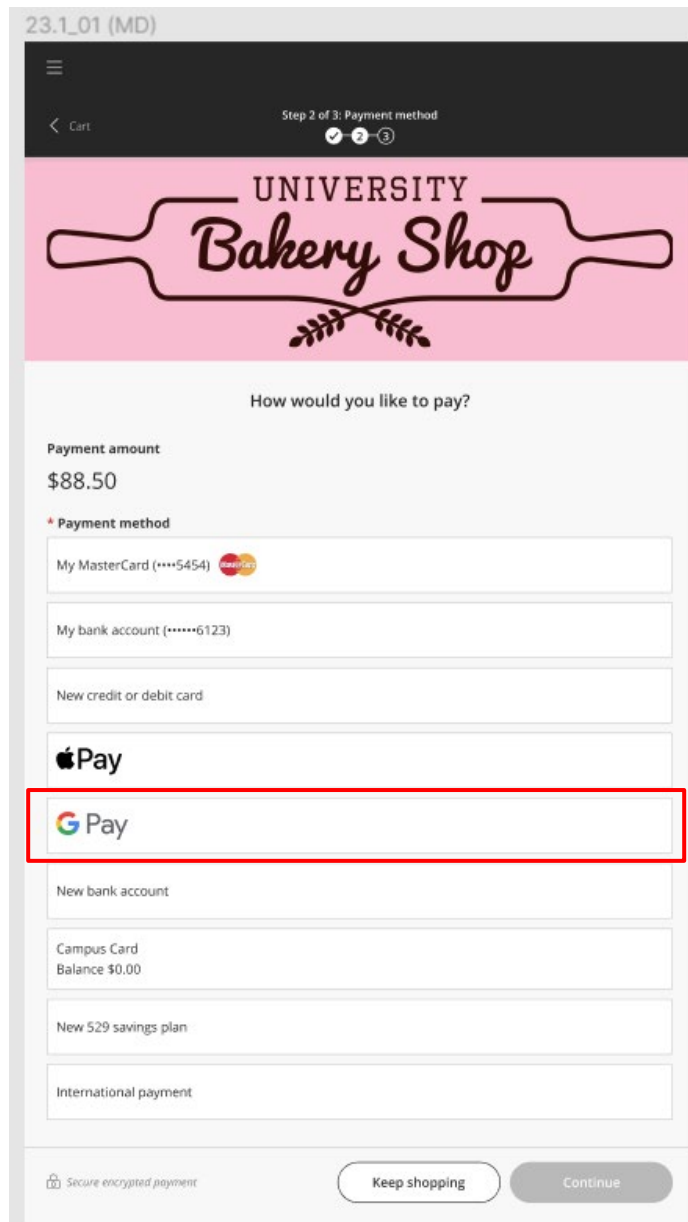 23.1_01 (MD)
Cart
Step 2 of 3: Payment method
2 3
UNIVERSITY
Bakery Shop
How would you like to pay?
Payment amount
$88.50
* Payment method
My MasterCard (••••5454) MasterCard
My bank account (••••••6123)
New credit or debit card
Pay
G Pay
New bank account
Campus Card
Balance $0.00
New 529 savings plan
International payment
Secure encrypted payment
Keep shopping
Continue